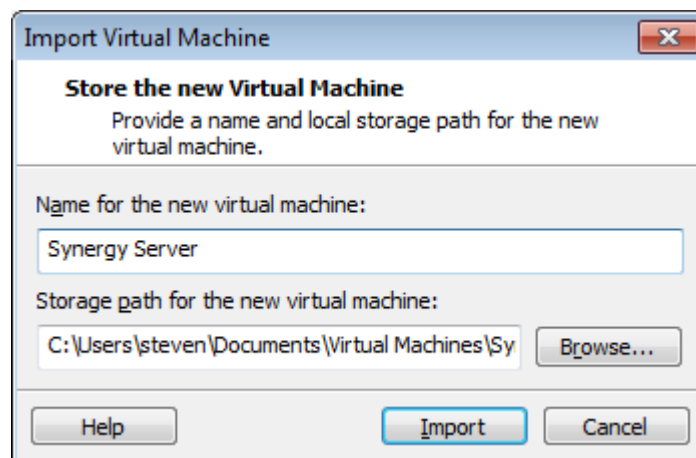 Import Virtual Machine
Store the new Virtual Machine
Provide a name and local storage path for the new
virtual machine.
Name for the new virtual machine:
Synergy Server
Storage path for the new virtual machine:
C:\Users\steven\Documents\Virtual Machines\Sy Browse...
Help Import Cancel